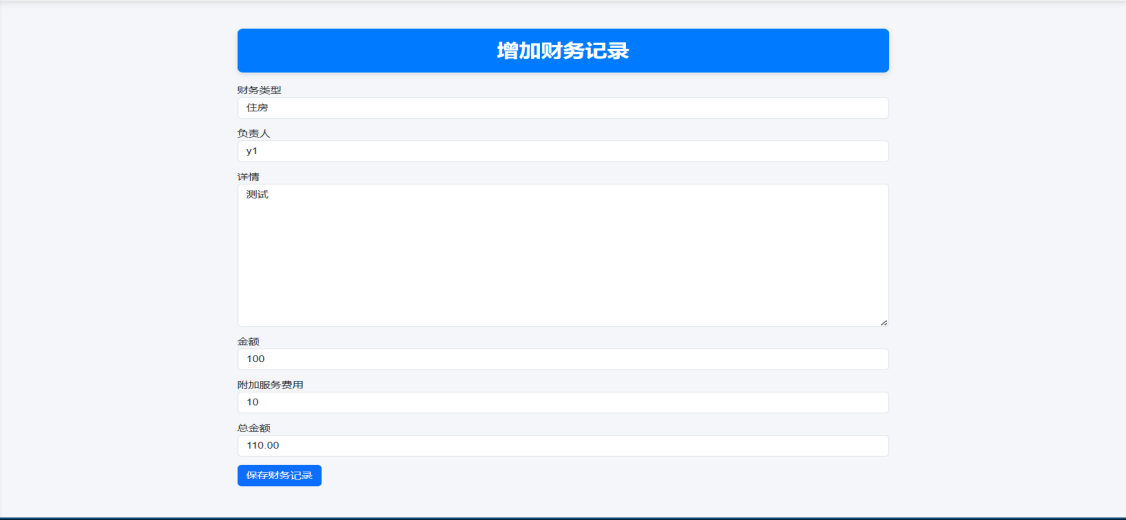 增加财务记录
财务类型
住房
负责人
y1
详情
测试
金额
100
附加服务费用
10
总金额
110.00
保存财务记录